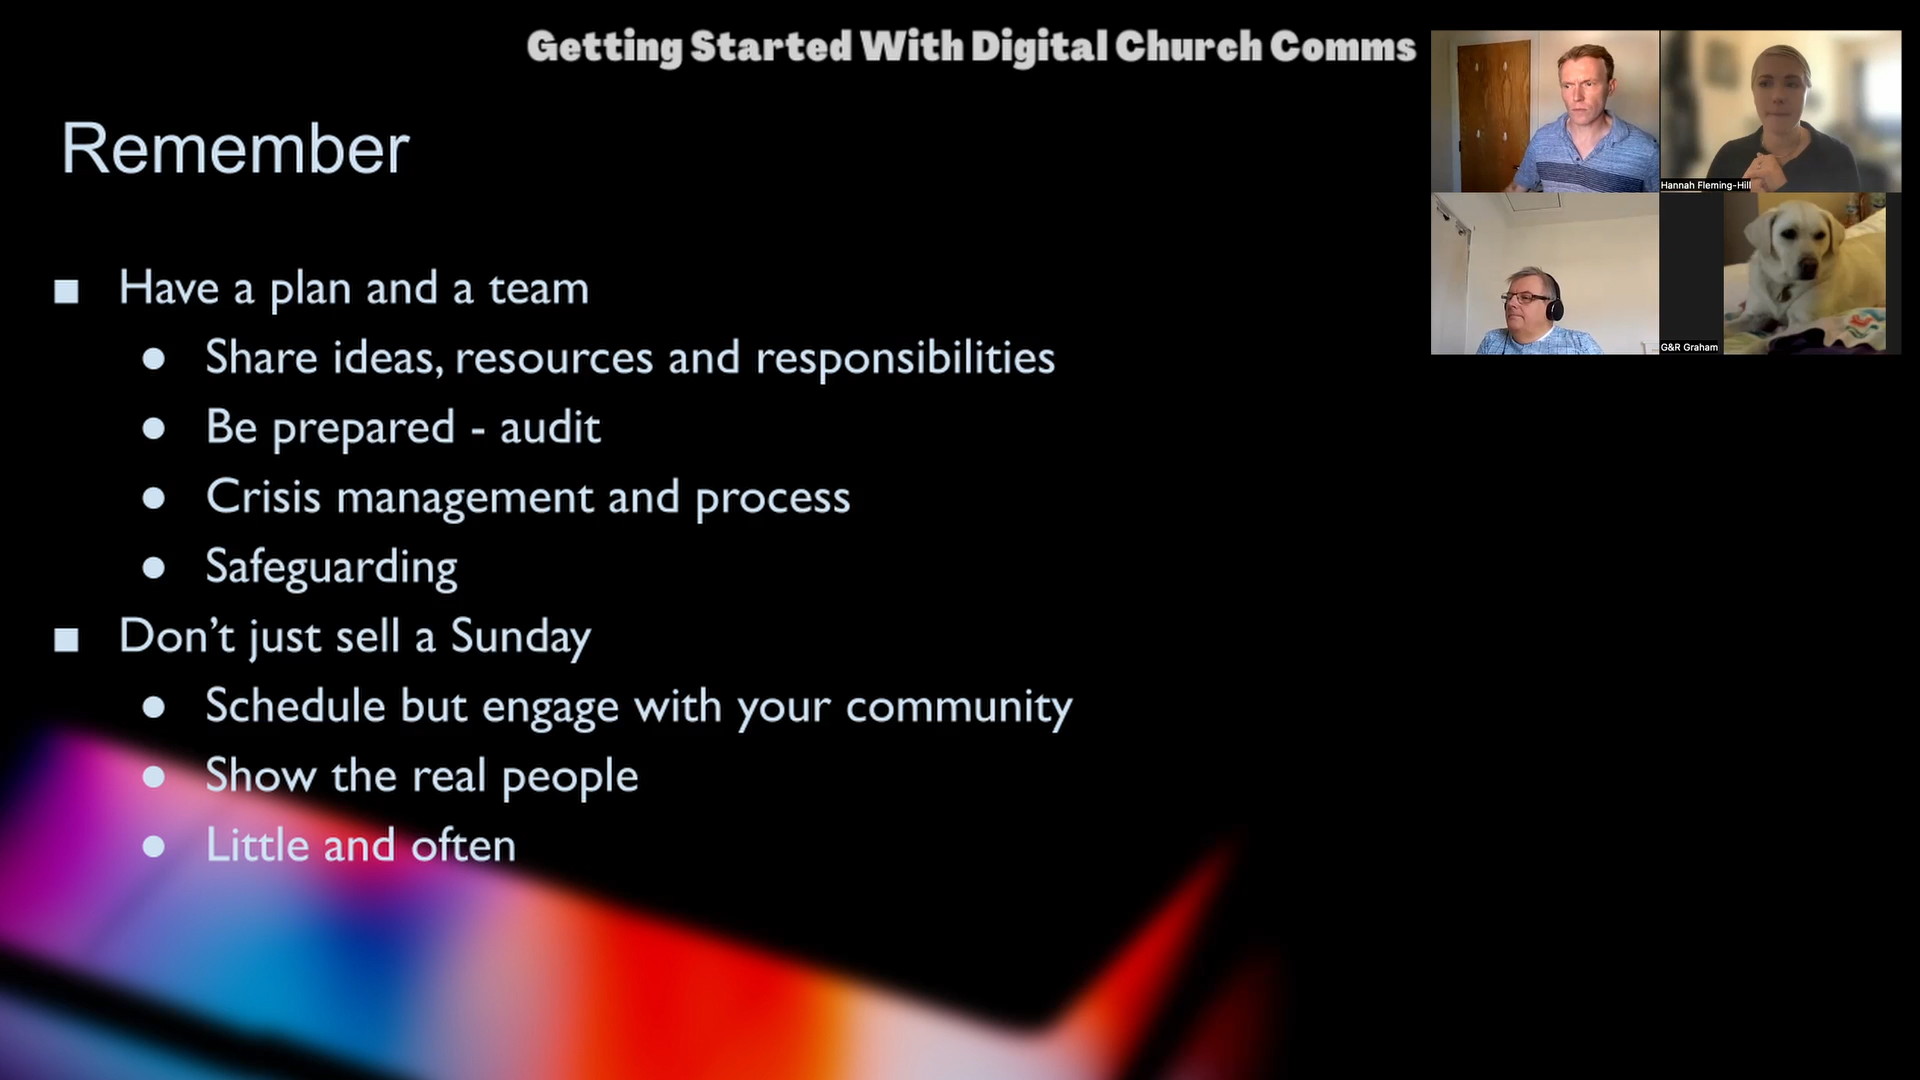 Getting Started With Digital Church Comms
Remember
■ Have a plan and a team
● Share ideas, resources and responsibilities
● Be prepared - audit
● Crisis management and process
● Safeguarding
■ Don’t just sell a Sunday
● Schedule but engage with your community
● Show the real people
● Little and often
Hannah Fleming-Hill
G&R Graham